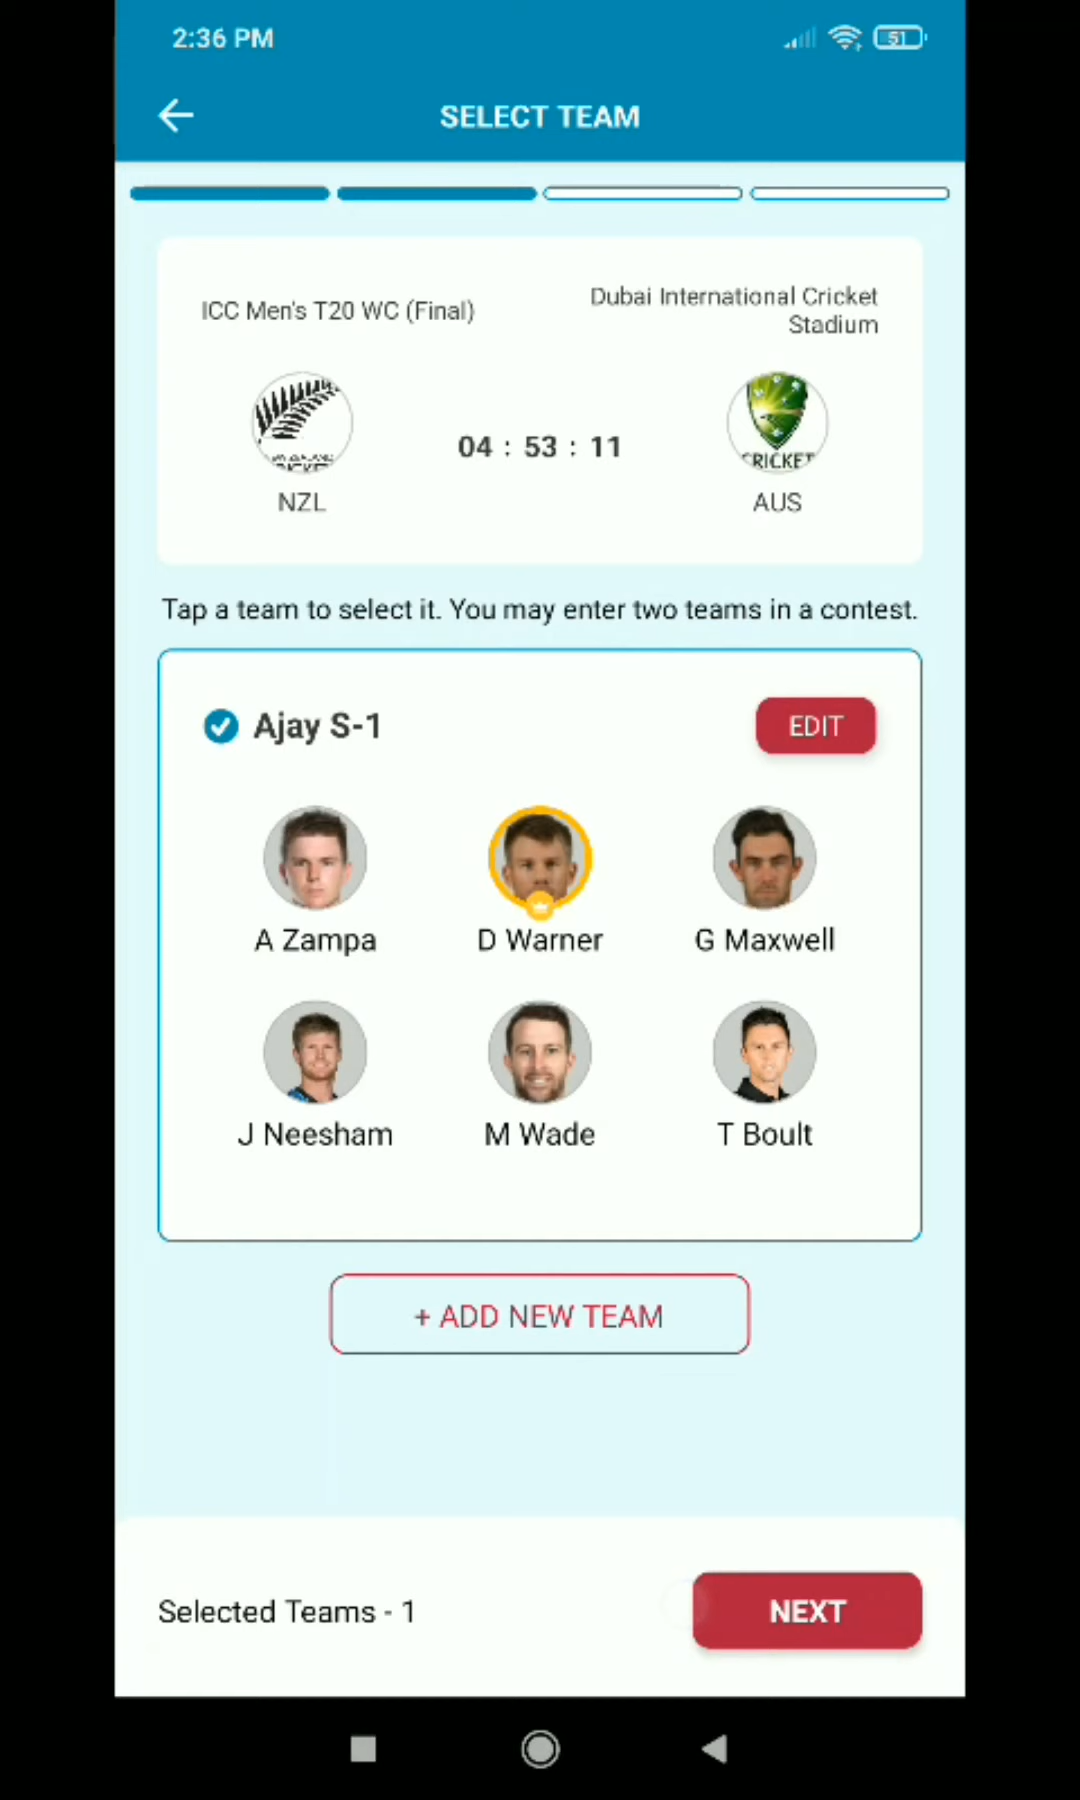 2:36 PM
51
SELECT TEAM
ICC Men's T20 WC (Final)
Dubai International Cricket
Stadium
CRICKET
04 : 53 : 11
NZL
AUS
Tap a team to select it. You may enter two teams in a contest.
Ajay S-1
EDIT
A Zampa
D Warner
G Maxwell
J Neesham
M Wade
T Boult
+ ADD NEW TEAM
Selected Teams - 1
NEXT